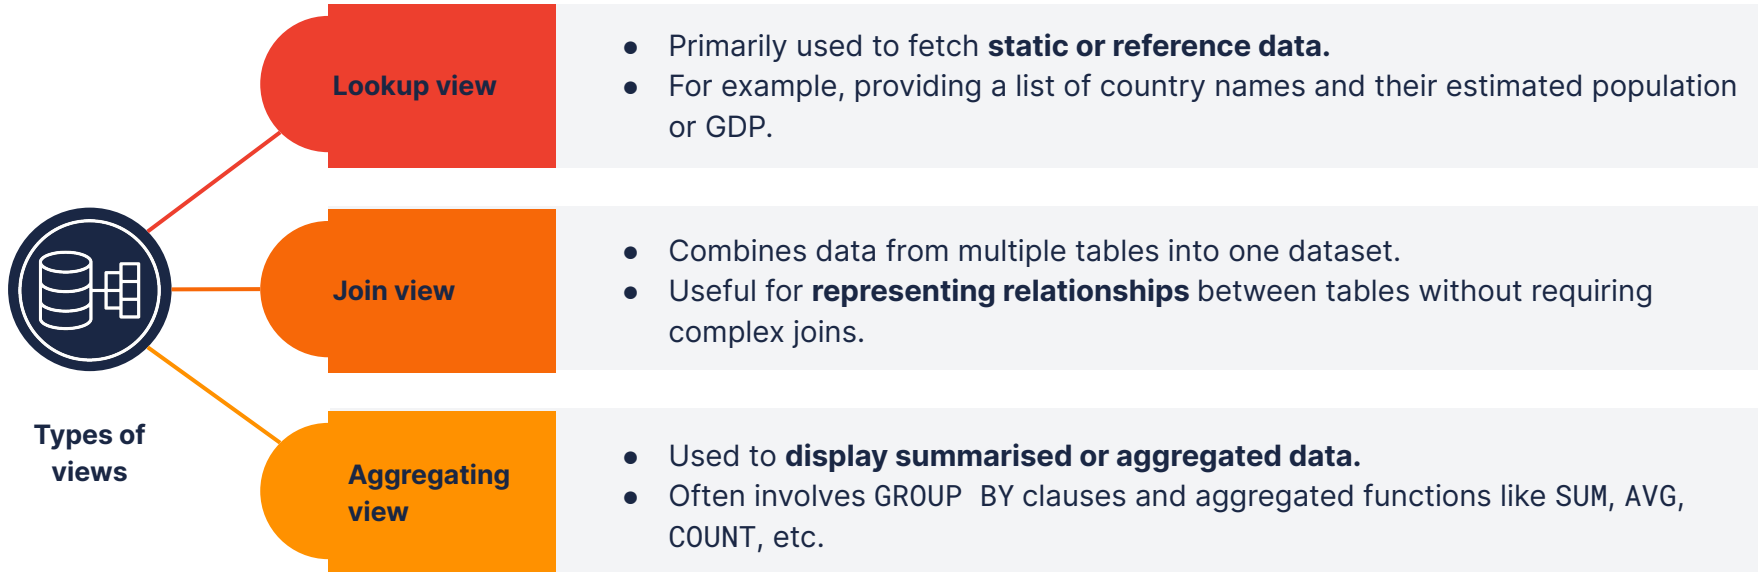 Lookup view
● Primarily used to fetch static or reference data.
● For example, providing a list of country names and their estimated population
or GDP.
Join view
● Combines data from multiple tables into one dataset.
● Useful for representing relationships between tables without requiring
complex joins.
Types of
views
Aggregating
view
● Used to display summarised or aggregated data.
● Often involves GROUP BY clauses and aggregated functions like SUM, AVG,
COUNT, etc.